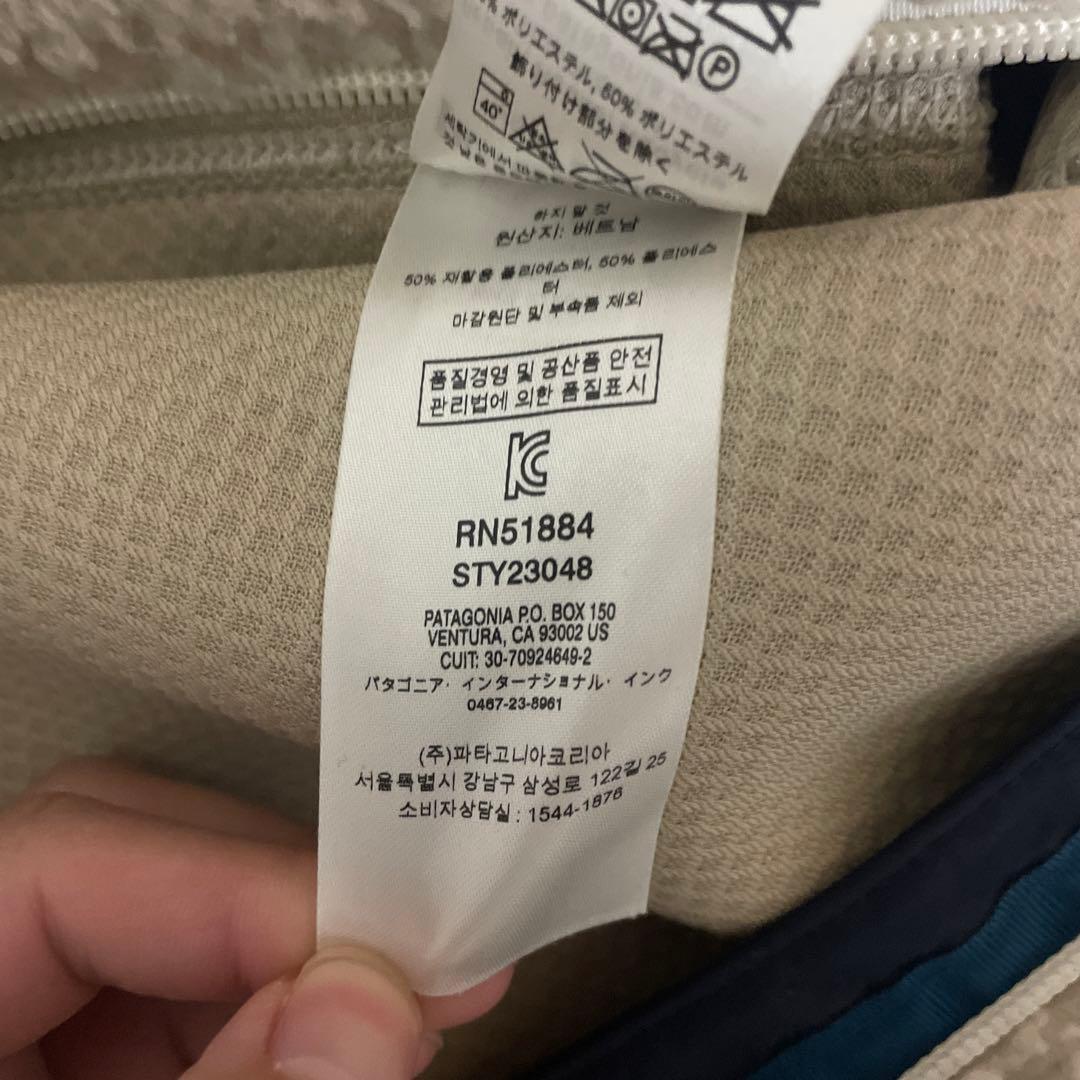 P
ポリエステル, 50% ポリエステル
飾り付け部分を除く
40°
하지 말 것
원산지: 베트남
50% 재활용 폴리에스터, 50% 폴리에스
터
마감원단 및 부속품 제외
품질경영 및 공산품 안전
관리법에 의한 품질표시
KC
RN51884
STY23048
PATAGONIA P.O. BOX 150
VENTURA, CA 93002 US
CUIT: 30-70924649-2
パタゴニア・インターナショナル・インク
0467-23-8961
(주)파타고니아코리아
서울특별시 강남구 삼성로 122길 25
소비자상담실 : 1544-1876